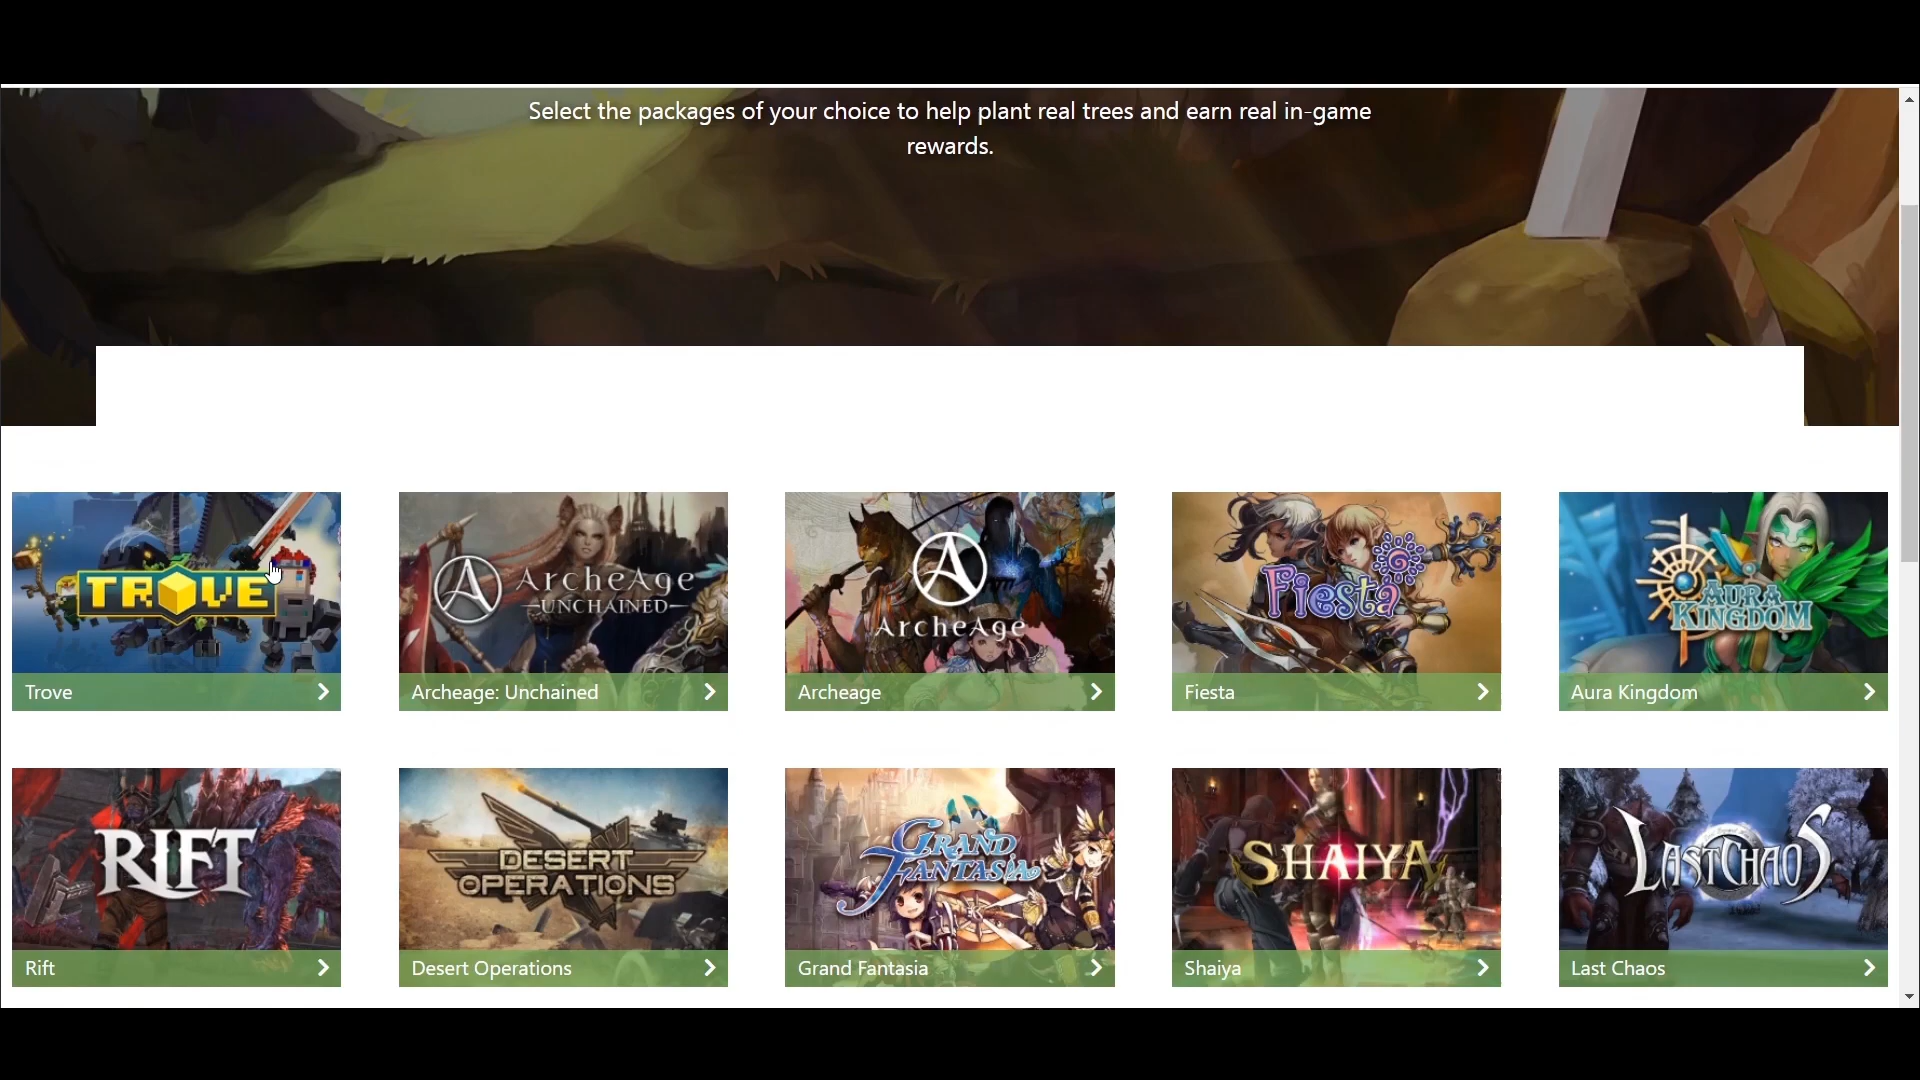 Select the packages of your choice to help plant real trees and earn real in-game
rewards.
TROVE
Trove
ArcheAge
UNCHAINED
Archeage: Unchained
ArcheAge
Archeage
Fiesta
Fiesta
AURA
KINGDOM
Aura Kingdom
RIFT
Rift
DESERT
OPERATIONS
Desert Operations
GRAND
FANTASIA
Grand Fantasia
SHAIYA
Shaiya
LASTCHAOS
Last Chaos